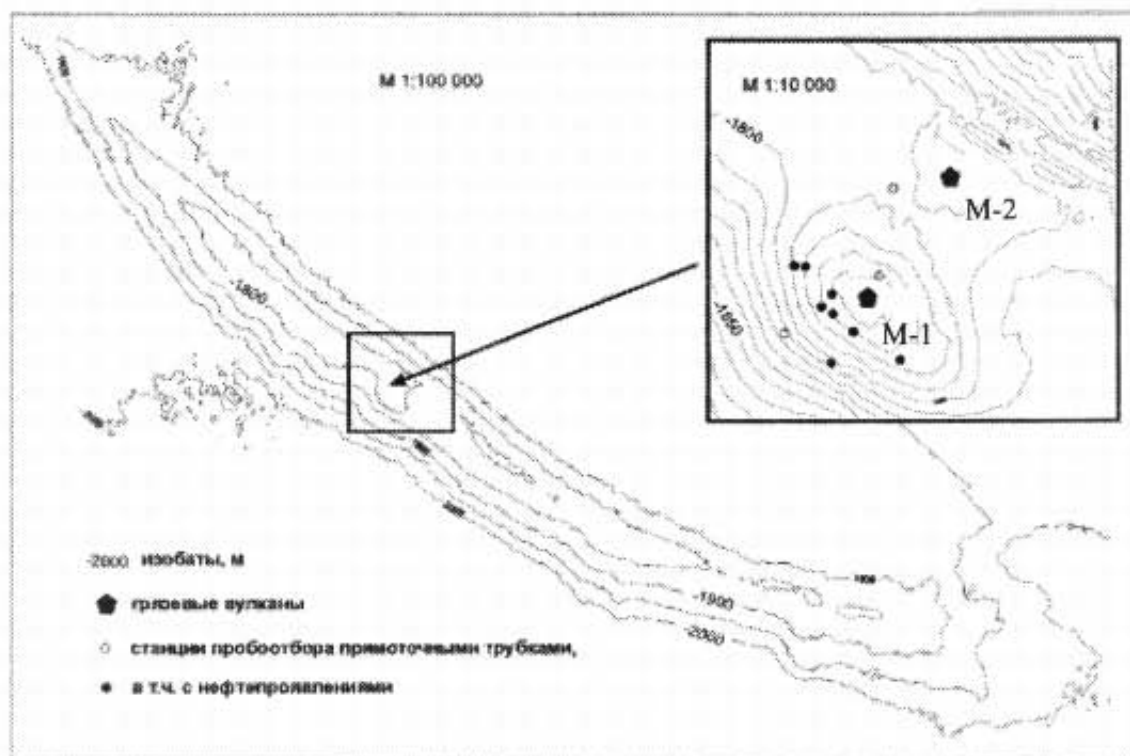 М 1:100 000
М 1:10 000
-1800
М-2
-1850
М-1
-1800
-1900
-2000
-2000 изобаты, м
грязевые вулканы
станции пробоотбора прямоточными трубками,
в т.ч. с нефтепроявлениями